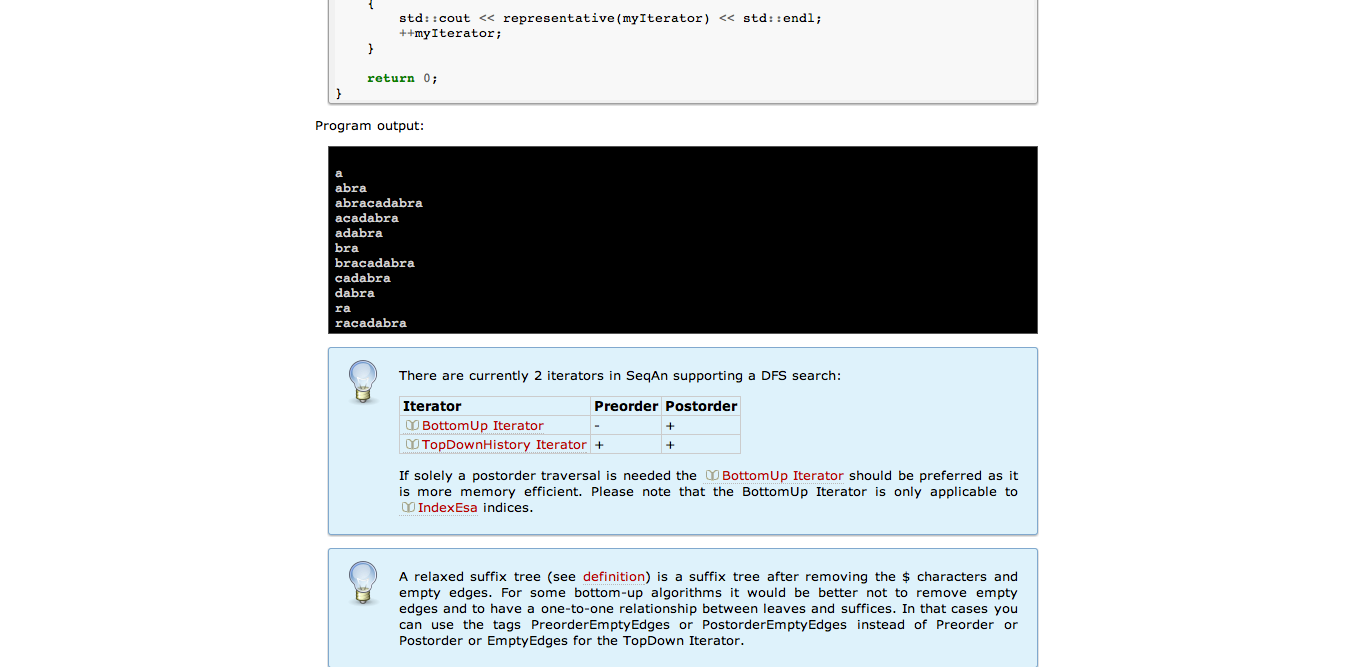 {
std::cout << representative(myIterator) << std::endl;
++myIterator;
}
return 0;
}
Program output:
a
abra
abracadabra
acadabra
adabra
bra
bracadabra
cadabra
dabra
ra
racadabra
There are currently 2 iterators in SeqAn supporting a DFS search:
Iterator Preorder Postorder
BottomUp Iterator - +
TopDownHistory Iterator + +
If solely a postorder traversal is needed the BottomUp Iterator should be preferred as it
is more memory efficient. Please note that the BottomUp Iterator is only applicable to
IndexEsa indices.
A relaxed suffix tree (see definition) is a suffix tree after removing the $ characters and
empty edges. For some bottom-up algorithms it would be better not to remove empty
edges and to have a one-to-one relationship between leaves and suffices. In that cases you
can use the tags PreorderEmptyEdges or PostorderEmptyEdges instead of Preorder or
Postorder or EmptyEdges for the TopDown Iterator.